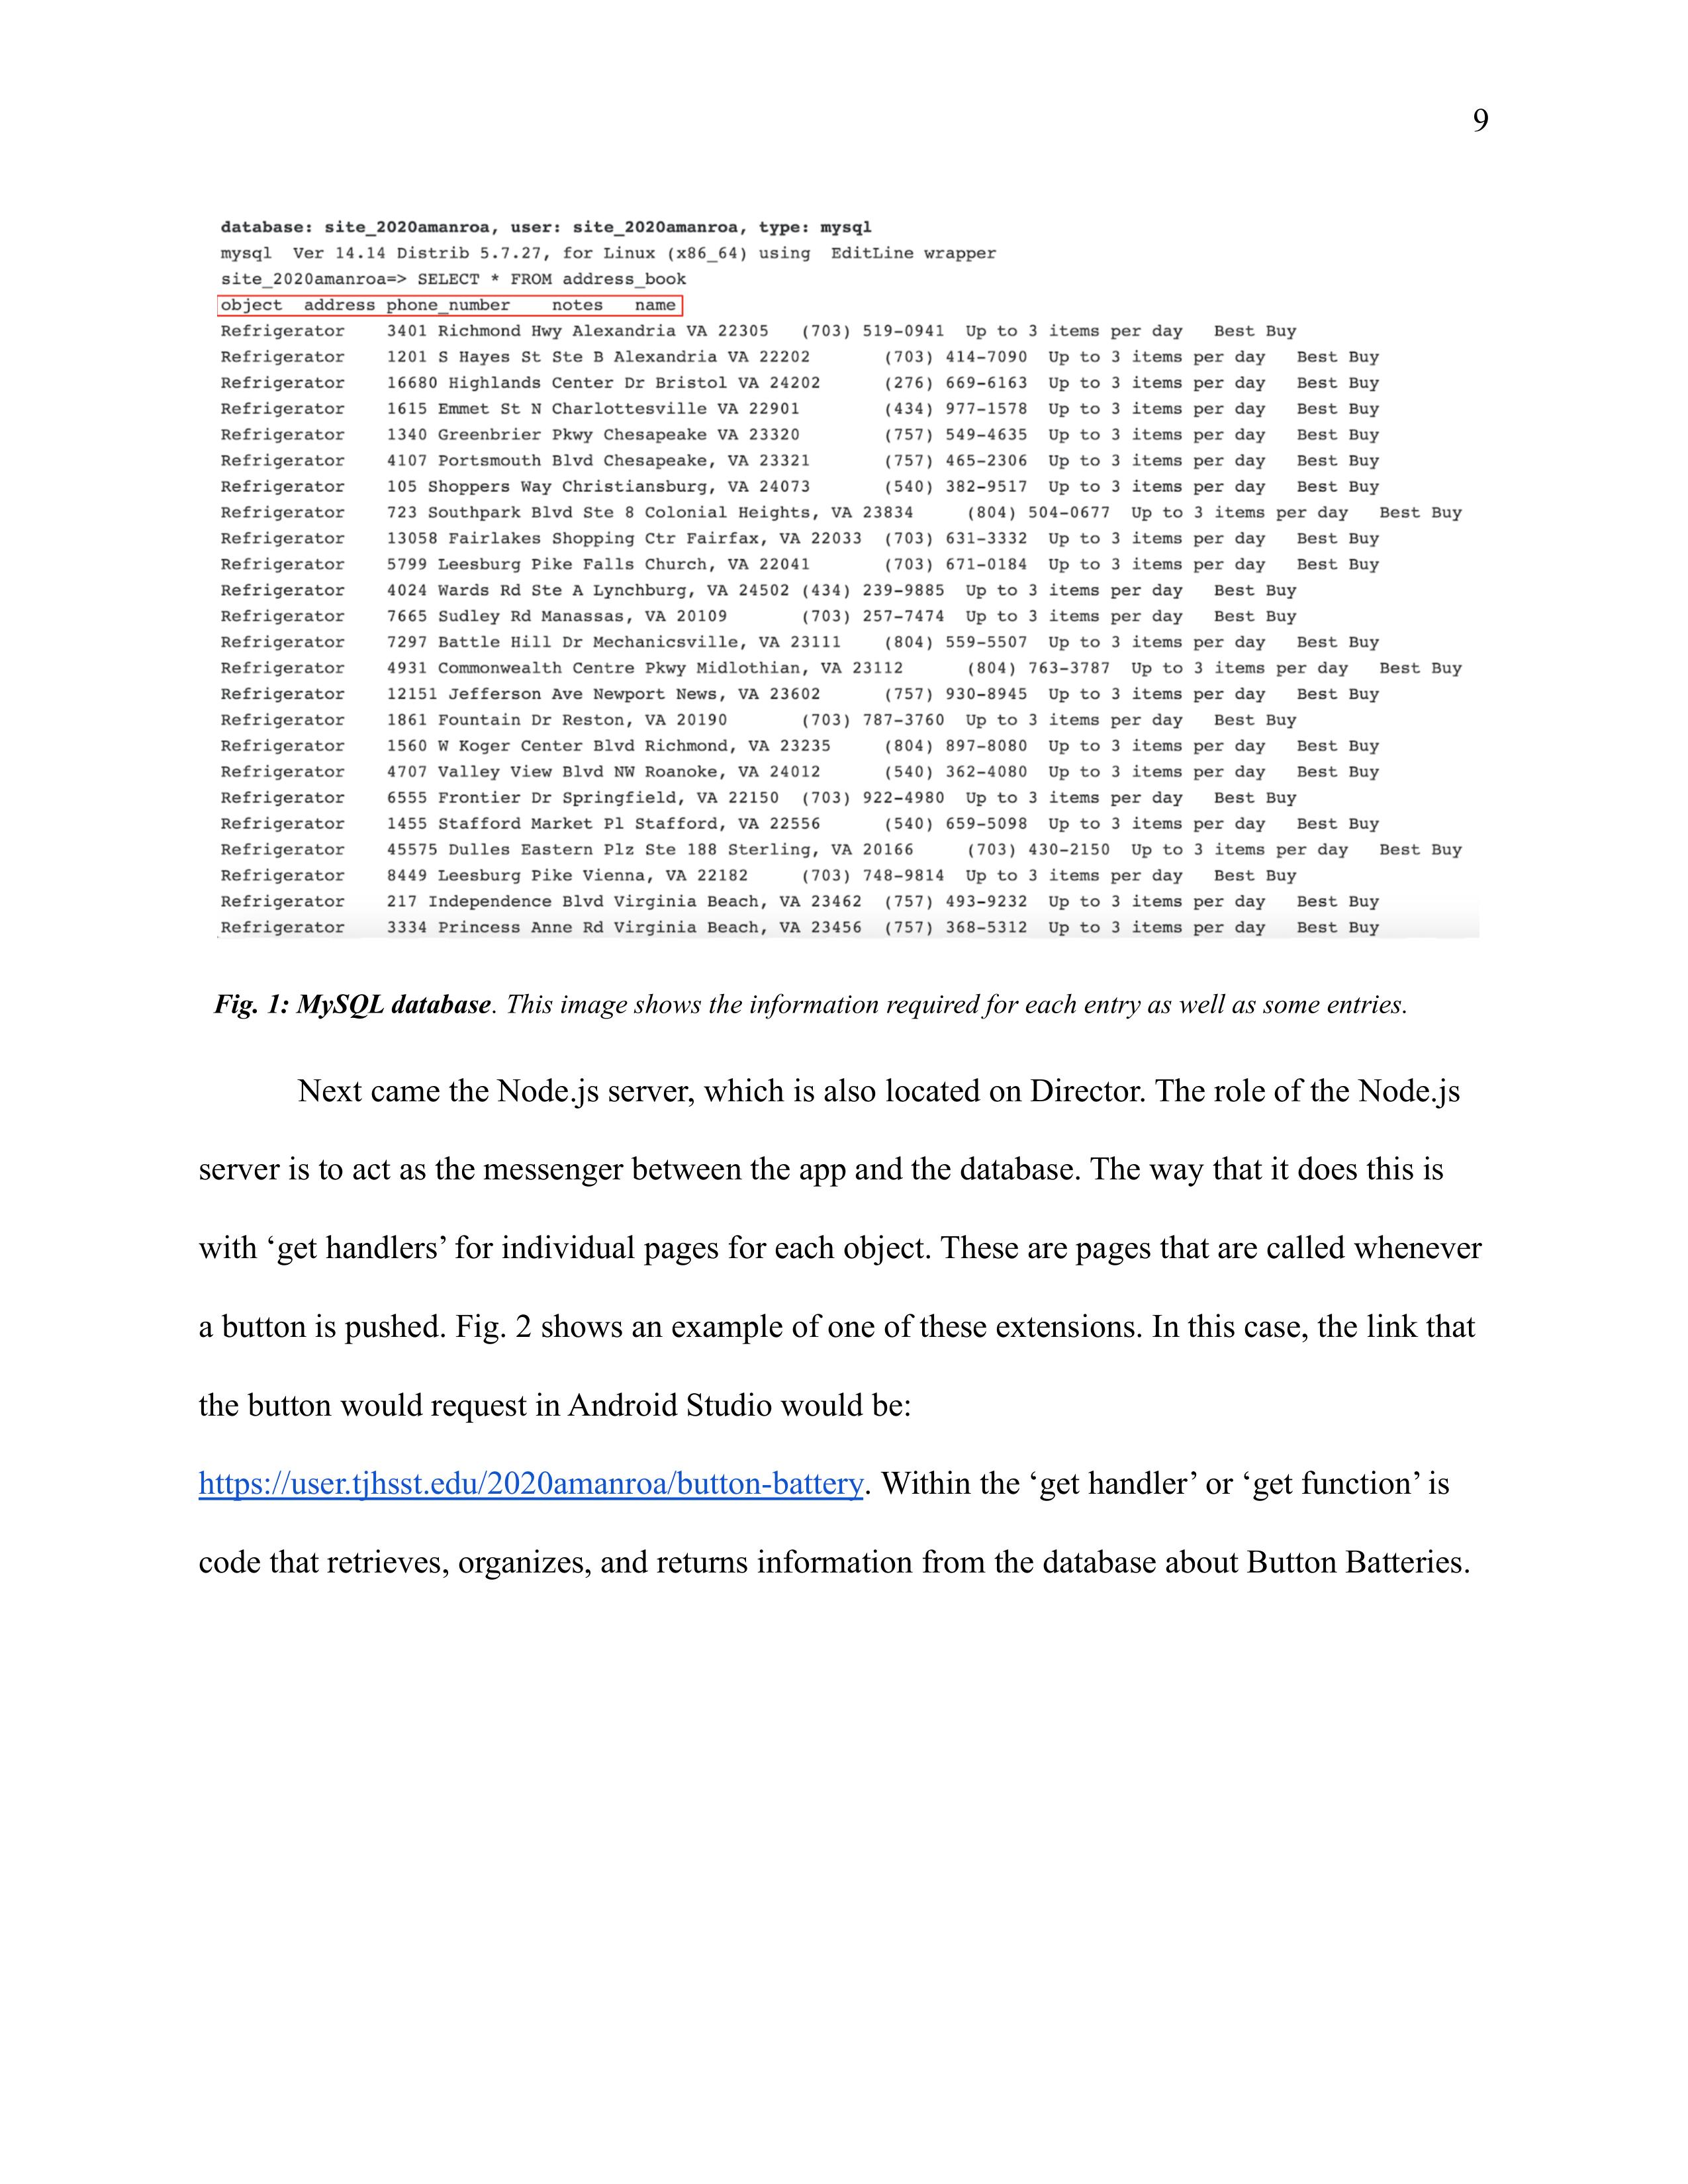 9
database: site_2020amanroa, user: site_2020amanroa, type: mysql
mysql  Ver 14.14 Distrib 5.7.27, for Linux (x86_64) using  EditLine wrapper
site_2020amanroa=> SELECT * FROM address_book
object  address phone_number    notes   name
Refrigerator    3401 Richmond Hwy Alexandria VA 22305   (703) 519-0941  Up to 3 items per day   Best Buy
Refrigerator    1201 S Hayes St Ste B Alexandria VA 22202       (703) 414-7090  Up to 3 items per day   Best Buy
Refrigerator    16680 Highlands Center Dr Bristol VA 24202      (276) 669-6163  Up to 3 items per day   Best Buy
Refrigerator    1615 Emmet St N Charlottesville VA 22901        (434) 977-1578  Up to 3 items per day   Best Buy
Refrigerator    1340 Greenbrier Pkwy Chesapeake VA 23320        (757) 549-4635  Up to 3 items per day   Best Buy
Refrigerator    4107 Portsmouth Blvd Chesapeake, VA 23321       (757) 465-2306  Up to 3 items per day   Best Buy
Refrigerator    105 Shoppers Way Christiansburg, VA 24073       (540) 382-9517  Up to 3 items per day   Best Buy
Refrigerator    723 Southpark Blvd Ste 8 Colonial Heights, VA 23834     (804) 504-0677  Up to 3 items per day   Best Buy
Refrigerator    13058 Fairlakes Shopping Ctr Fairfax, VA 22033  (703) 631-3332  Up to 3 items per day   Best Buy
Refrigerator    5799 Leesburg Pike Falls Church, VA 22041       (703) 671-0184  Up to 3 items per day   Best Buy
Refrigerator    4024 Wards Rd Ste A Lynchburg, VA 24502 (434) 239-9885  Up to 3 items per day   Best Buy
Refrigerator    7665 Sudley Rd Manassas, VA 20109       (703) 257-7474  Up to 3 items per day   Best Buy
Refrigerator    7297 Battle Hill Dr Mechanicsville, VA 23111    (804) 559-5507  Up to 3 items per day   Best Buy
Refrigerator    4931 Commonwealth Centre Pkwy Midlothian, VA 23112      (804) 763-3787  Up to 3 items per day   Best Buy
Refrigerator    12151 Jefferson Ave Newport News, VA 23602      (757) 930-8945  Up to 3 items per day   Best Buy
Refrigerator    1861 Fountain Dr Reston, VA 20190       (703) 787-3760  Up to 3 items per day   Best Buy
Refrigerator    1560 W Koger Center Blvd Richmond, VA 23235     (804) 897-8080  Up to 3 items per day   Best Buy
Refrigerator    4707 Valley View Blvd NW Roanoke, VA 24012      (540) 362-4080  Up to 3 items per day   Best Buy
Refrigerator    6555 Frontier Dr Springfield, VA 22150  (703) 922-4980  Up to 3 items per day   Best Buy
Refrigerator    1455 Stafford Market Pl Stafford, VA 22556      (540) 659-5098  Up to 3 items per day   Best Buy
Refrigerator    45575 Dulles Eastern Plz Ste 188 Sterling, VA 20166     (703) 430-2150  Up to 3 items per day   Best Buy
Refrigerator    8449 Leesburg Pike Vienna, VA 22182     (703) 748-9814  Up to 3 items per day   Best Buy
Refrigerator    217 Independence Blvd Virginia Beach, VA 23462  (757) 493-9232  Up to 3 items per day   Best Buy
Refrigerator    3334 Princess Anne Rd Virginia Beach, VA 23456  (757) 368-5312  Up to 3 items per day   Best Buy
Fig. 1: MySQL database. This image shows the information required for each entry as well as some entries.
Next came the Node.js server, which is also located on Director. The role of the Node.js
server is to act as the messenger between the app and the database. The way that it does this is
with ‘get handlers’ for individual pages for each object. These are pages that are called whenever
a button is pushed. Fig. 2 shows an example of one of these extensions. In this case, the link that
the button would request in Android Studio would be:
https://user.tjhsst.edu/2020amanroa/button-battery. Within the ‘get handler’ or ‘get function’ is
code that retrieves, organizes, and returns information from the database about Button Batteries.